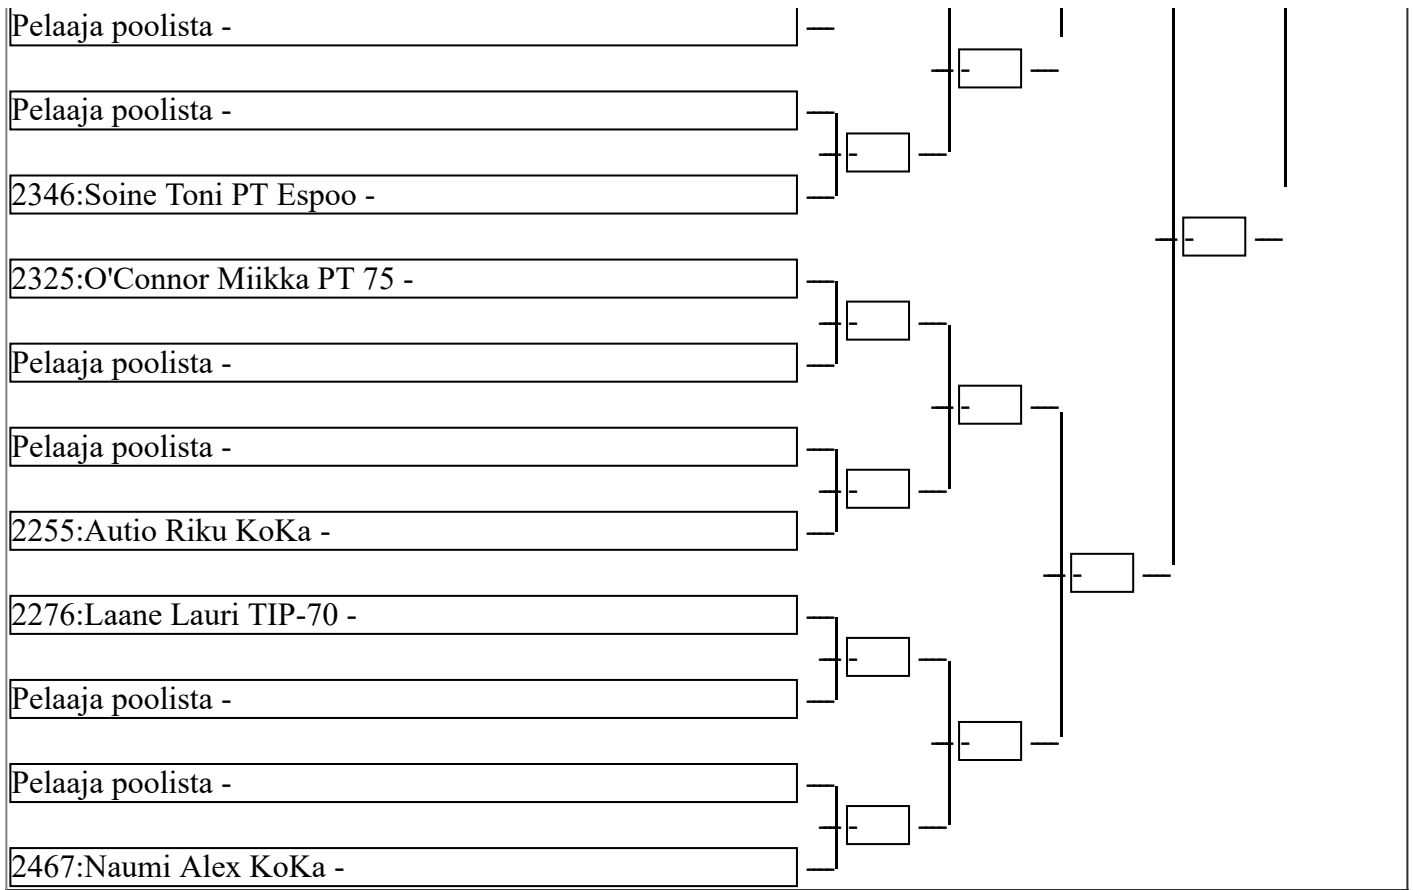 Pelaaja poolista -
Pelaaja poolista -
2346:Soine Toni PT Espoo -
2325:O'Connor Miikka PT 75 -
Pelaaja poolista -
Pelaaja poolista -
2255:Autio Riku KoKa -
2276:Laane Lauri TIP-70 -
Pelaaja poolista -
Pelaaja poolista -
2467:Naumi Alex KoKa -